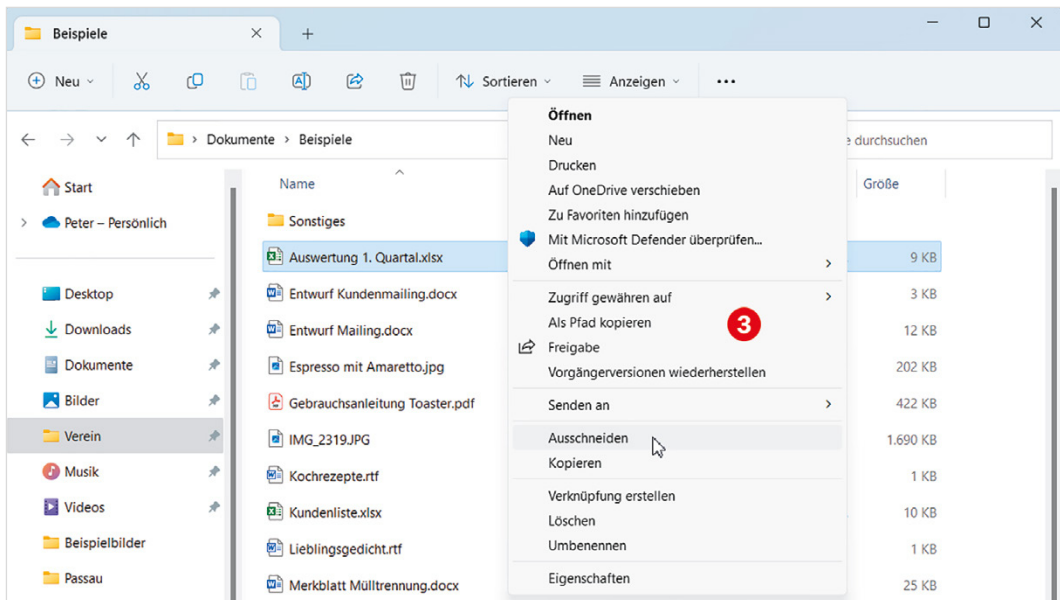 Beispiele
Neu
Sortieren
Anzeigen
Dokumente > Beispiele
durchsuchen
Start
Peter – Persönlich
Desktop
Downloads
Dokumente
Bilder
Verein
Musik
Videos
Beispielbilder
Passau
Name
Größe
Sonstiges
Auswertung 1. Quartal.xlsx
9 KB
Entwurf Kundenmailing.docx
3 KB
Entwurf Mailing.docx
12 KB
Espresso mit Amaretto.jpg
202 KB
Gebrauchsanleitung Toaster.pdf
422 KB
IMG_2319.JPG
1.690 KB
Kochrezepte.rtf
1 KB
Kundenliste.xlsx
10 KB
Lieblingsgedicht.rtf
1 KB
Merkblatt Mülltrennung.docx
25 KB
Öffnen
Neu
Drucken
Auf OneDrive verschieben
Zu Favoriten hinzufügen
Mit Microsoft Defender überprüfen...
Öffnen mit
Zugriff gewähren auf
Als Pfad kopieren
3
Freigabe
Vorgängerversionen wiederherstellen
Senden an
Ausschneiden
Kopieren
Verknüpfung erstellen
Löschen
Umbenennen
Eigenschaften